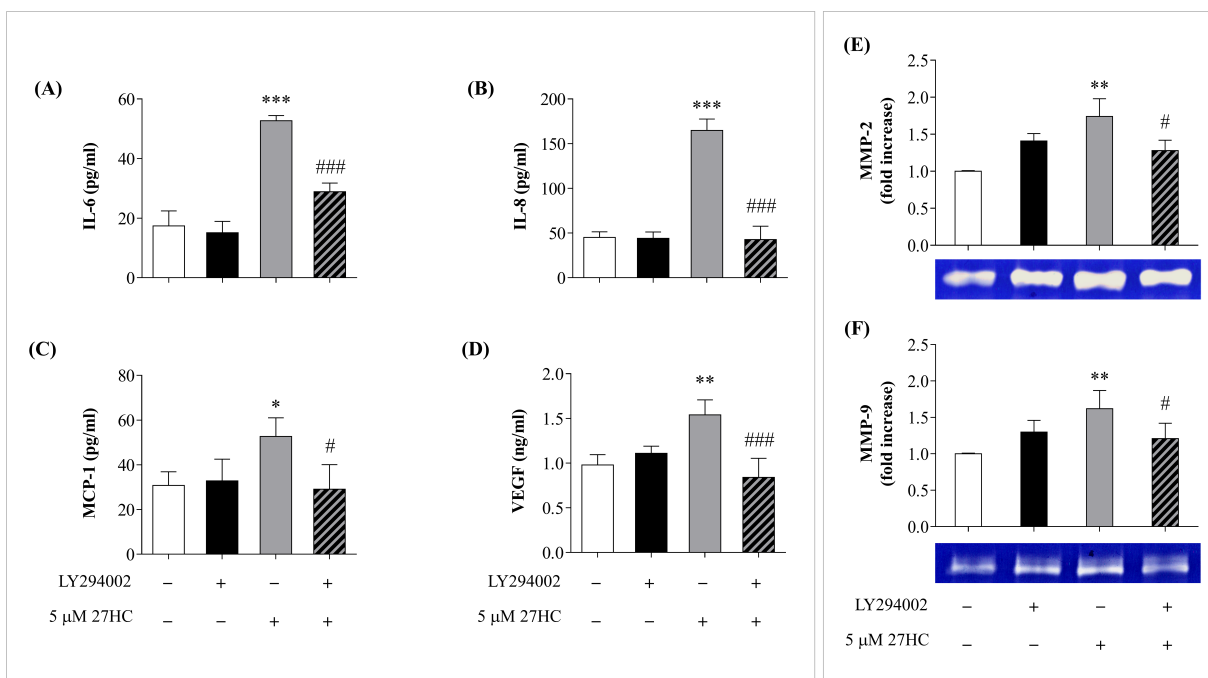 (A)
IL-6 (pg/ml)
60
40
20
0
***
###
(B)
IL-8 (pg/ml)
200
150
100
50
0
***
###
(C)
MCP-1 (pg/ml)
80
60
40
20
0
*
#
LY294002 – + – +
5 μM 27HC – – + +
(D)
VEGF (ng/ml)
2.0
1.5
1.0
0.5
0.0
**
###
LY294002 – + – +
5 μM 27HC – – + +
(E)
MMP-2
(fold increase)
2.5
2.0
1.5
1.0
0.5
0.0
**
#
(F)
MMP-9
(fold increase)
2.5
2.0
1.5
1.0
0.5
0.0
**
#
LY294002 – + – +
5 μM 27HC – – + +